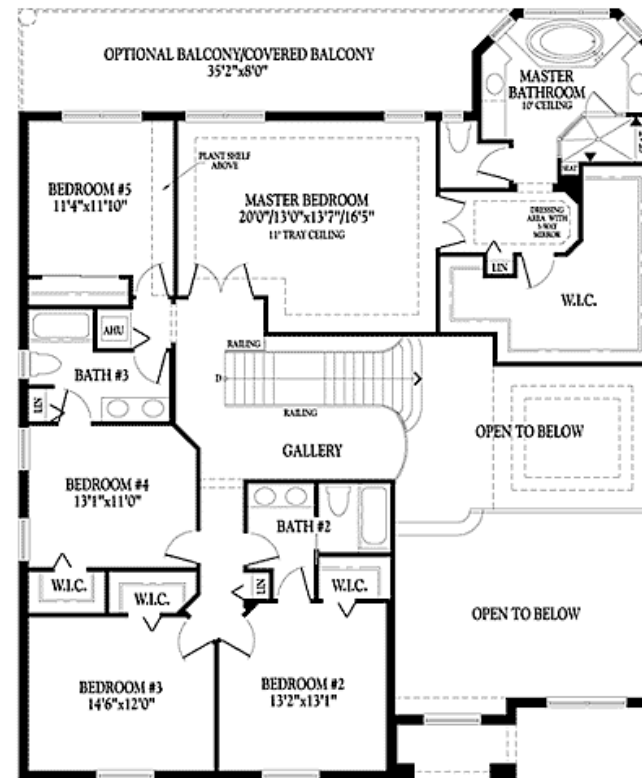 OPTIONAL BALCONY/COVERED BALCONY
35'2"x8'0"
MASTER
BATHROOM
10' CEILING
SEAT
SEAT
PLANT SHELF
ABOVE
BEDROOM #5
11'4"x11'10"
MASTER BEDROOM
20'0"/13'0"x13'7"/16'5"
11' TRAY CEILING
DRESSING
AREA WITH
3-WAY
MIRROR
LIN
W.I.C.
AHU
RAILING
BATH #3
D
LIN
RAILING
OPEN TO BELOW
GALLERY
BEDROOM #4
13'1"x11'0"
BATH #2
W.I.C.
W.I.C.
LIN
W.I.C.
OPEN TO BELOW
BEDROOM #3
14'6"x12'0"
BEDROOM #2
13'2"x13'1"